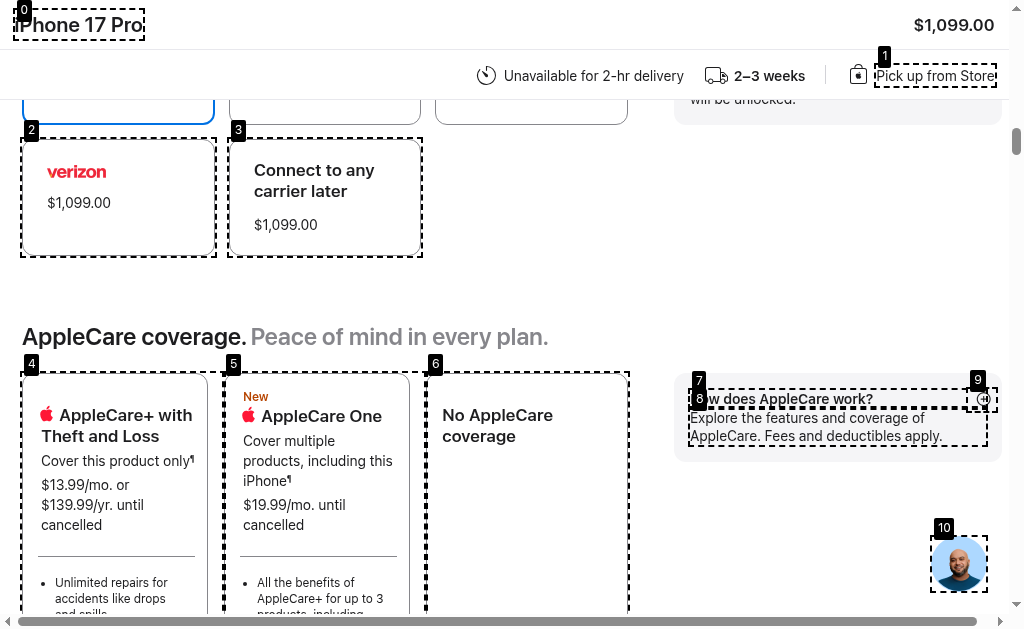 iPhone 17 Pro
$1,099.00
Unavailable for 2-hr delivery
2–3 weeks
Pick up from Store
will be unlocked.
verizon
$1,099.00
Connect to any
carrier later
$1,099.00
AppleCare coverage. Peace of mind in every plan.
AppleCare+ with
Theft and Loss
Cover this product only¶
$13.99/mo. or
$139.99/yr. until
cancelled
• Unlimited repairs for
accidents like drops
and spills
New
AppleCare One
Cover multiple
products, including this
iPhone¶
$19.99/mo. until
cancelled
• All the benefits of
AppleCare+ for up to 3
products, including
No AppleCare
coverage
How does AppleCare work?
Explore the features and coverage of
AppleCare. Fees and deductibles apply.
0
1
2
3
4
5
6
7
8
9
10